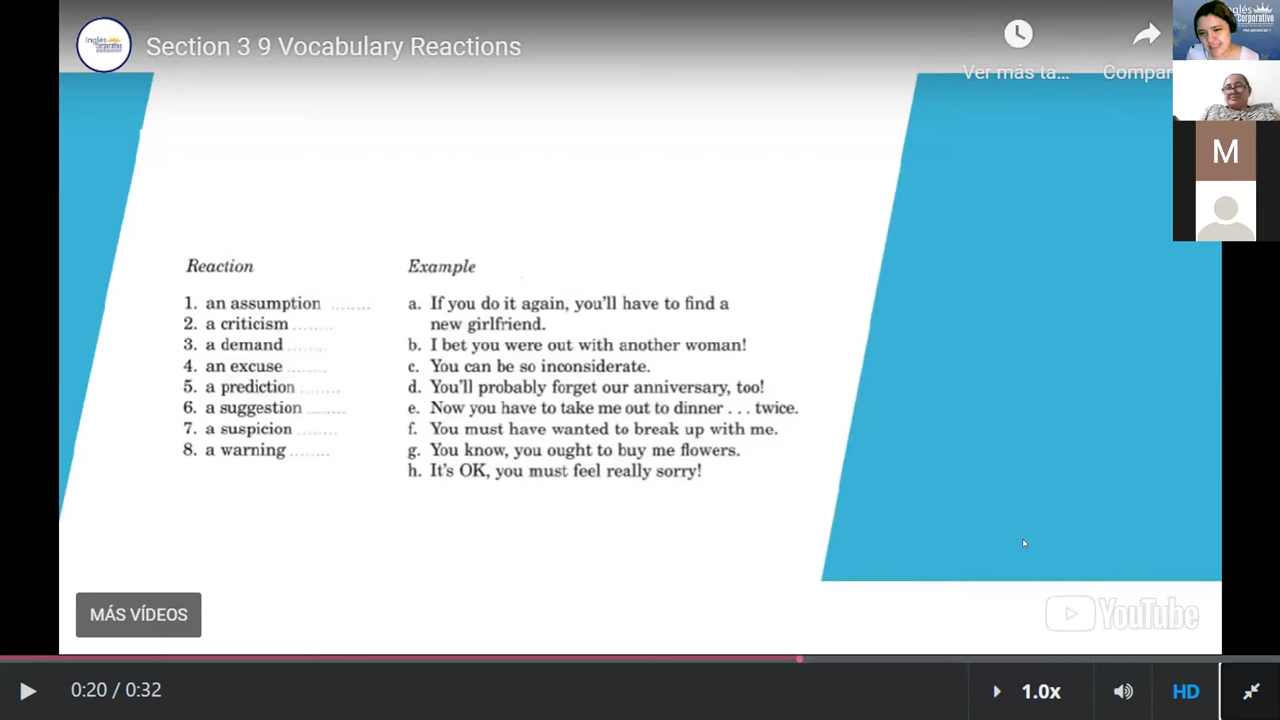 Section 3 9 Vocabulary Reactions
Ver más ta...
Compar
inglés
Corporativo
M
Reaction
1. an assumption ........
2. a criticism ........
3. a demand ........
4. an excuse ........
5. a prediction ........
6. a suggestion ........
7. a suspicion ........
8. a warning ........
Example
a. If you do it again, you'll have to find a
new girlfriend.
b. I bet you were out with another woman!
c. You can be so inconsiderate.
d. You'll probably forget our anniversary, too!
e. Now you have to take me out to dinner . . . twice.
f. You must have wanted to break up with me.
g. You know, you ought to buy me flowers.
h. It's OK, you must feel really sorry!
MÁS VÍDEOS
YouTube
0:20 / 0:32
1.0x
HD